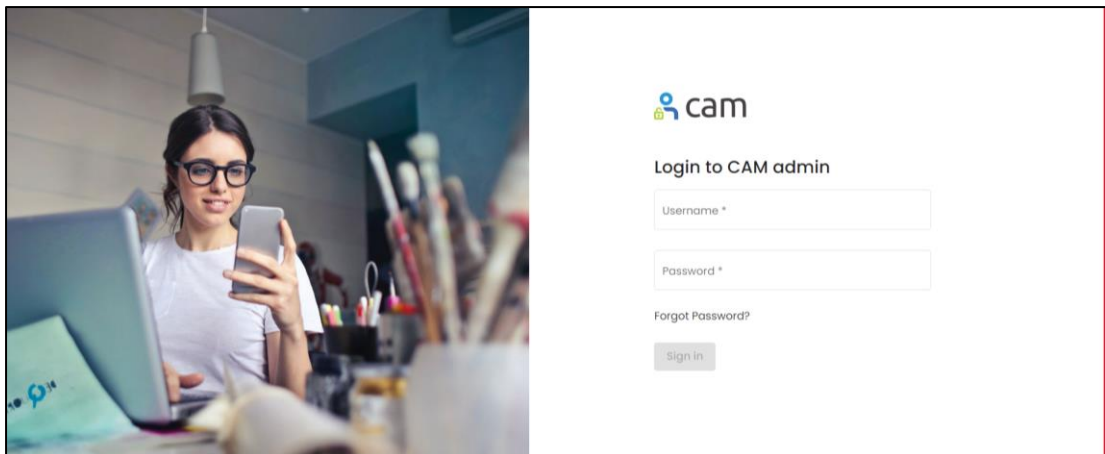 cam
Login to CAM admin
Username *
Password *
Forgot Password?
Sign in